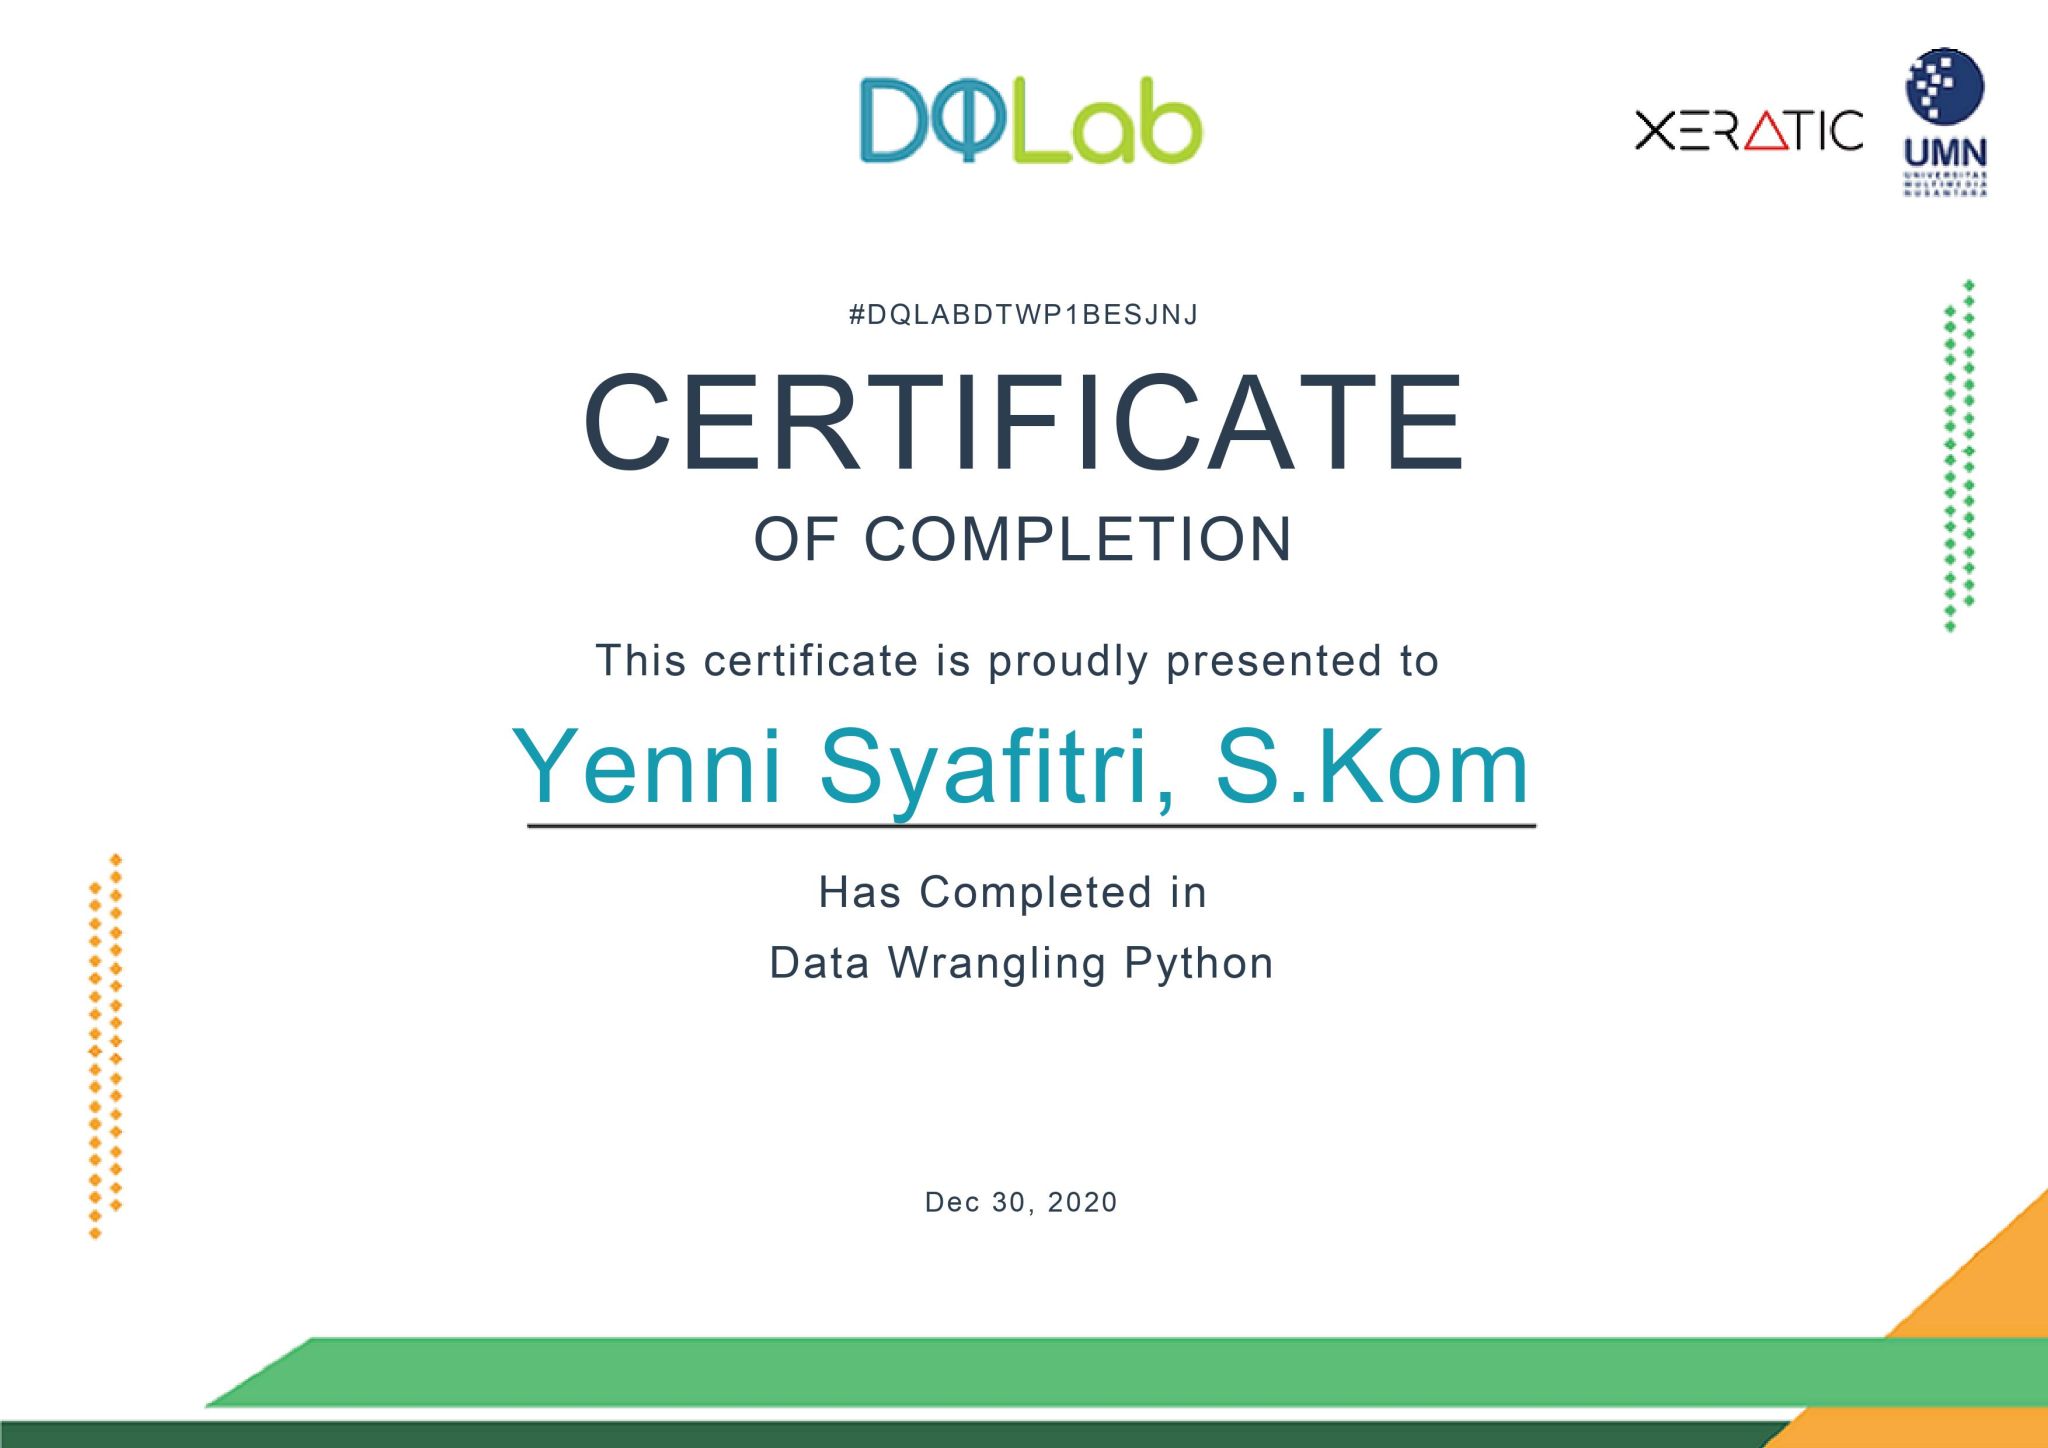 DQLab
XERATIC
UMN
UNIVERSITAS
MULTIMEDIA
NUSANTARA
#DQLABDTWP1BESJNJ
CERTIFICATE
OF COMPLETION
This certificate is proudly presented to
Yenni Syafitri, S.Kom
Has Completed in
Data Wrangling Python
Dec 30, 2020